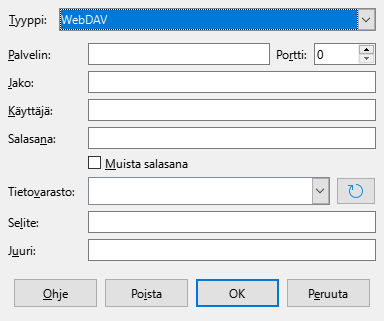 Tyyppi: WebDAV
Palvelin: Portti: 0
Jako:
Käyttäjä:
Salasana:
Muista salasana
Tietovarasto:
Selite:
Juuri:
Ohje Poista OK Peruuta